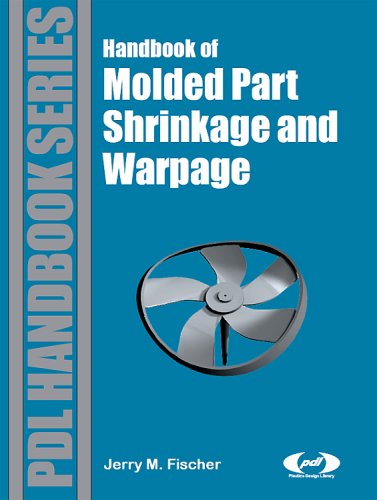 PDL HANDBOOK SERIES
Handbook of
Molded Part
Shrinkage and
Warpage
Jerry M. Fischer
pdl
Plastics Design Library